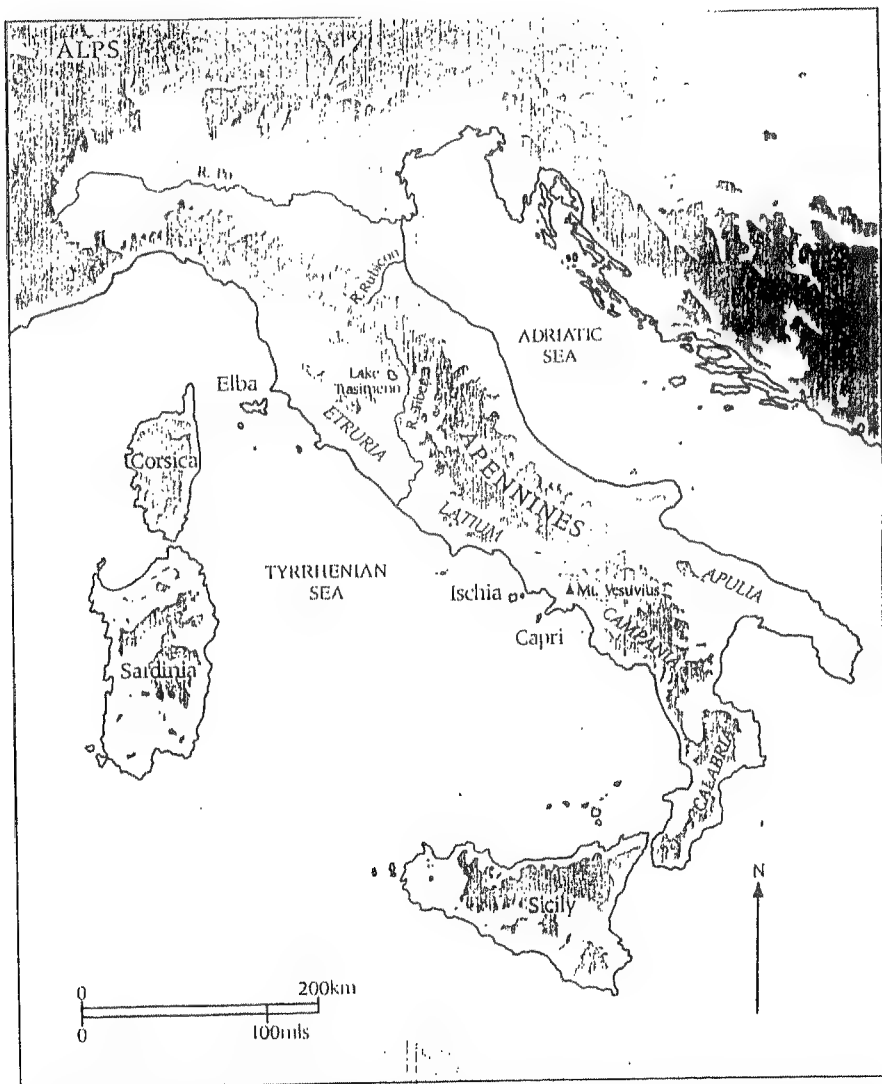 ALPS
R. Po
R. Rubicon
ADRIATIC
SEA
Lake
Trasimeno
R. Tiber
Elba
ETRURIA
Corsica
APENNINES
LATIUM
TYRRHENIAN
SEA
Ischia
Mt. Vesuvius
APULIA
Capri
CAMPANIA
Sardinia
CALABRIA
N
Sicily
0 200km
0 100mls